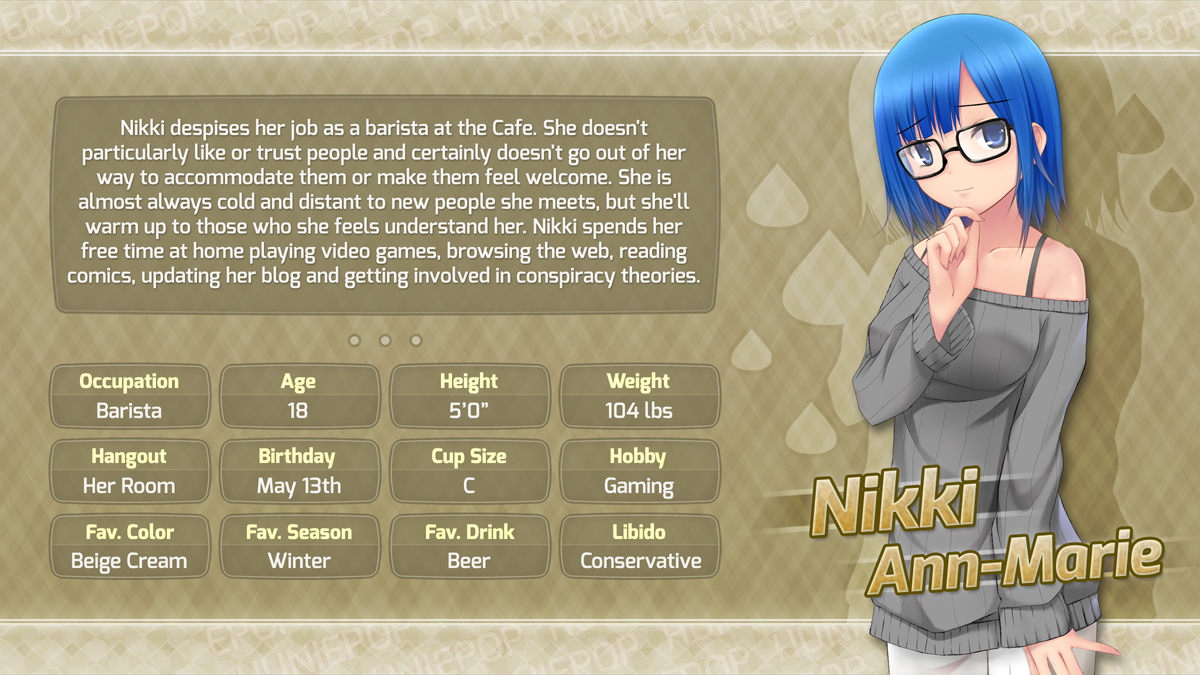 HUNIEPOP HUNIEPOP HUNIEPOP
Nikki despises her job as a barista at the Cafe. She doesn't
particularly like or trust people and certainly doesn't go out of her
way to accommodate them or make them feel welcome. She is
almost always cold and distant to new people she meets, but she'll
warm up to those who she feels understand her. Nikki spends her
free time at home playing video games, browsing the web, reading
comics, updating her blog and getting involved in conspiracy theories.
Occupation Age Height Weight
Barista 18 5'0” 104 lbs
Hangout Birthday Cup Size Hobby
Her Room May 13th C Gaming
Fav. Color Fav. Season Fav. Drink Libido
Beige Cream Winter Beer Conservative
Nikki
Ann-Marie
HUNIEPOP HUNIEPOP